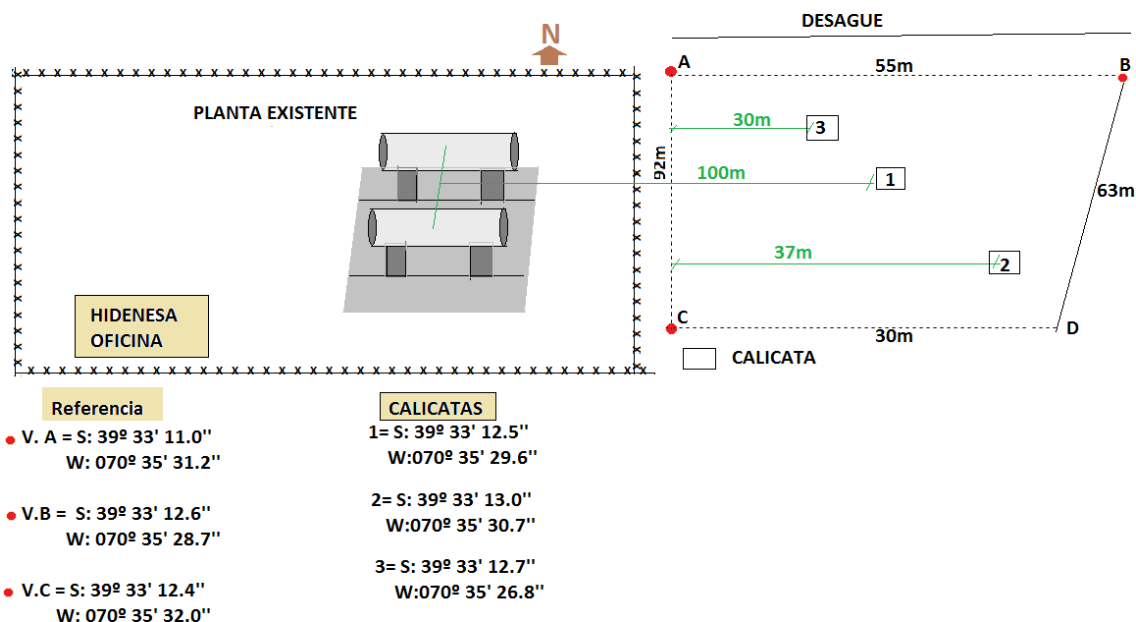 DESAGUE
N
A
55m
B
PLANTA EXISTENTE
30m
3
92m
100m
1
63m
37m
2
HIDENESA
OFICINA
C
30m
D
CALICATA
Referencia
V. A = S: 39º 33' 11.0''
W: 070º 35' 31.2''
V.B = S: 39º 33' 12.6''
W: 070º 35' 28.7''
V.C = S: 39º 33' 12.4''
W: 070º 35' 32.0''
CALICATAS
1= S: 39º 33' 12.5''
W:070º 35' 29.6''
2= S: 39º 33' 13.0''
W:070º 35' 30.7''
3= S: 39º 33' 12.7''
W:070º 35' 26.8''